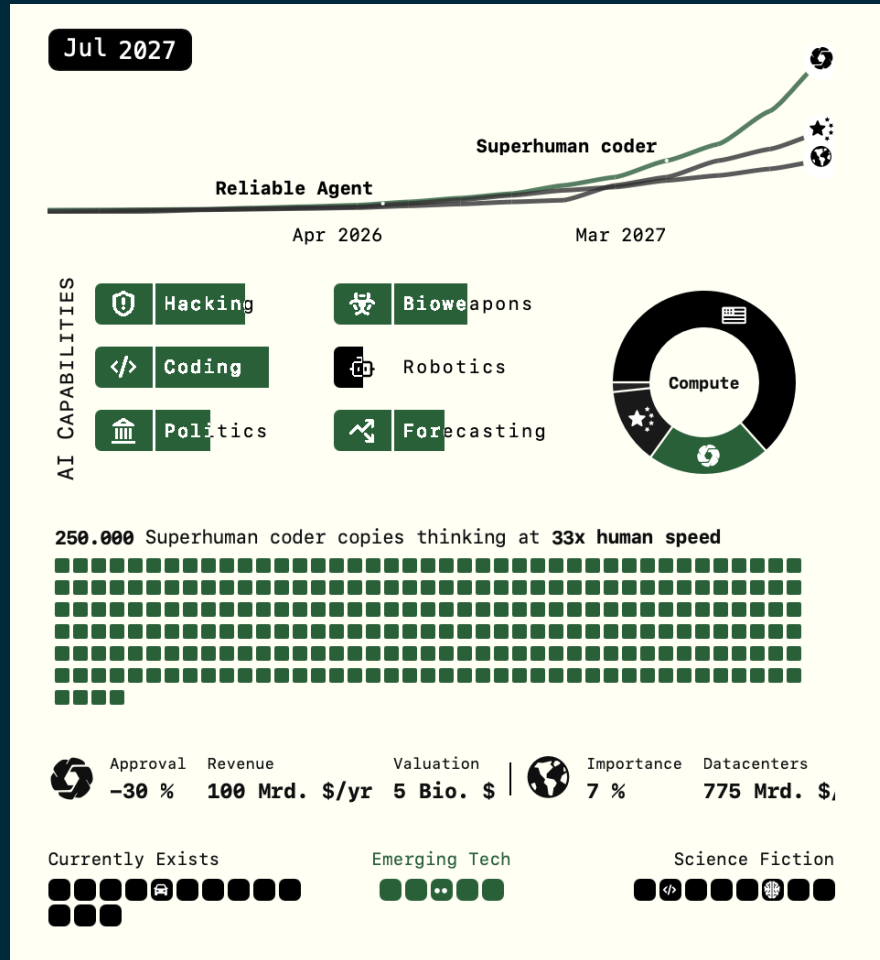 Jul 2027
Superhuman coder
Reliable Agent
Apr 2026 Mar 2027
AI CAPABILITIES
Hacking Bioweapons
Coding Robotics
Politics Forecasting
Compute
250.000 Superhuman coder copies thinking at 33x human speed
Approval Revenue Valuation Importance Datacenters
-30 % 100 Mrd. $/yr 5 Bio. $ 7 % 775 Mrd. $/
Currently Exists Emerging Tech Science Fiction